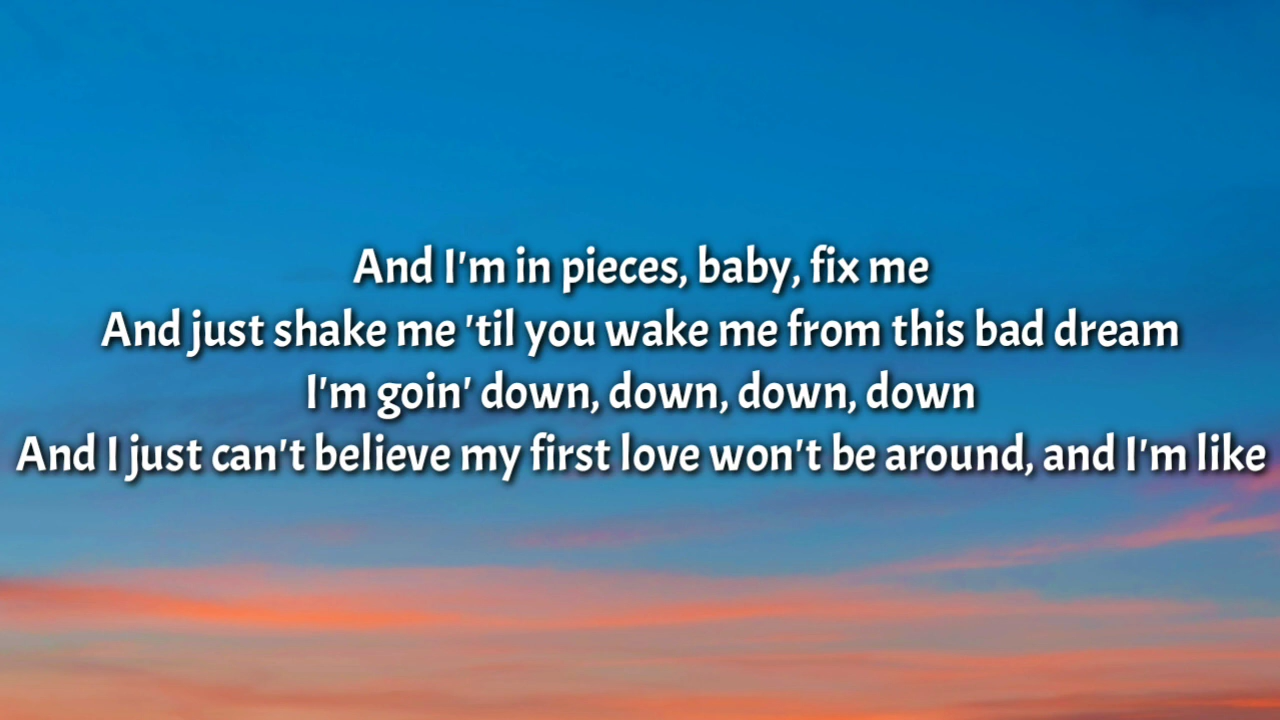 And I'm in pieces, baby, fix me
And just shake me 'til you wake me from this bad dream
I'm goin' down, down, down, down
And I just can't believe my first love won't be around, and I'm like